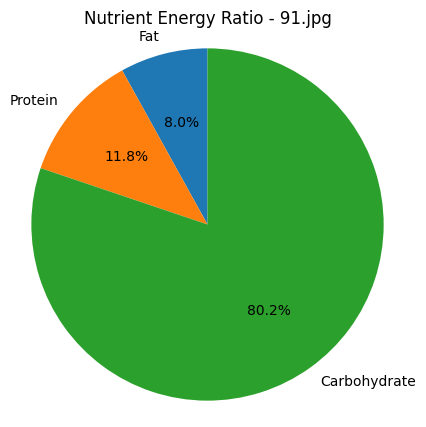 Nutrient Energy Ratio - 91.jpg
Fat
Protein
8.0%
11.8%
80.2%
Carbohydrate